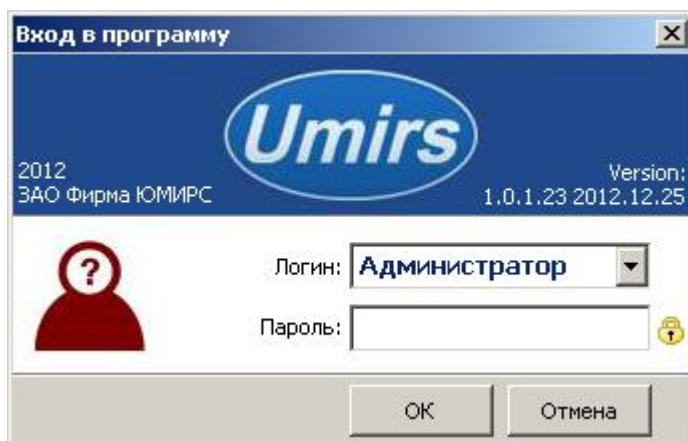 Вход в программу
Umirs
2012
ЗАО Фирма ЮМИРС
Version:
1.0.1.23 2012.12.25
?
Логин: Администратор
Пароль:
ОК
Отмена